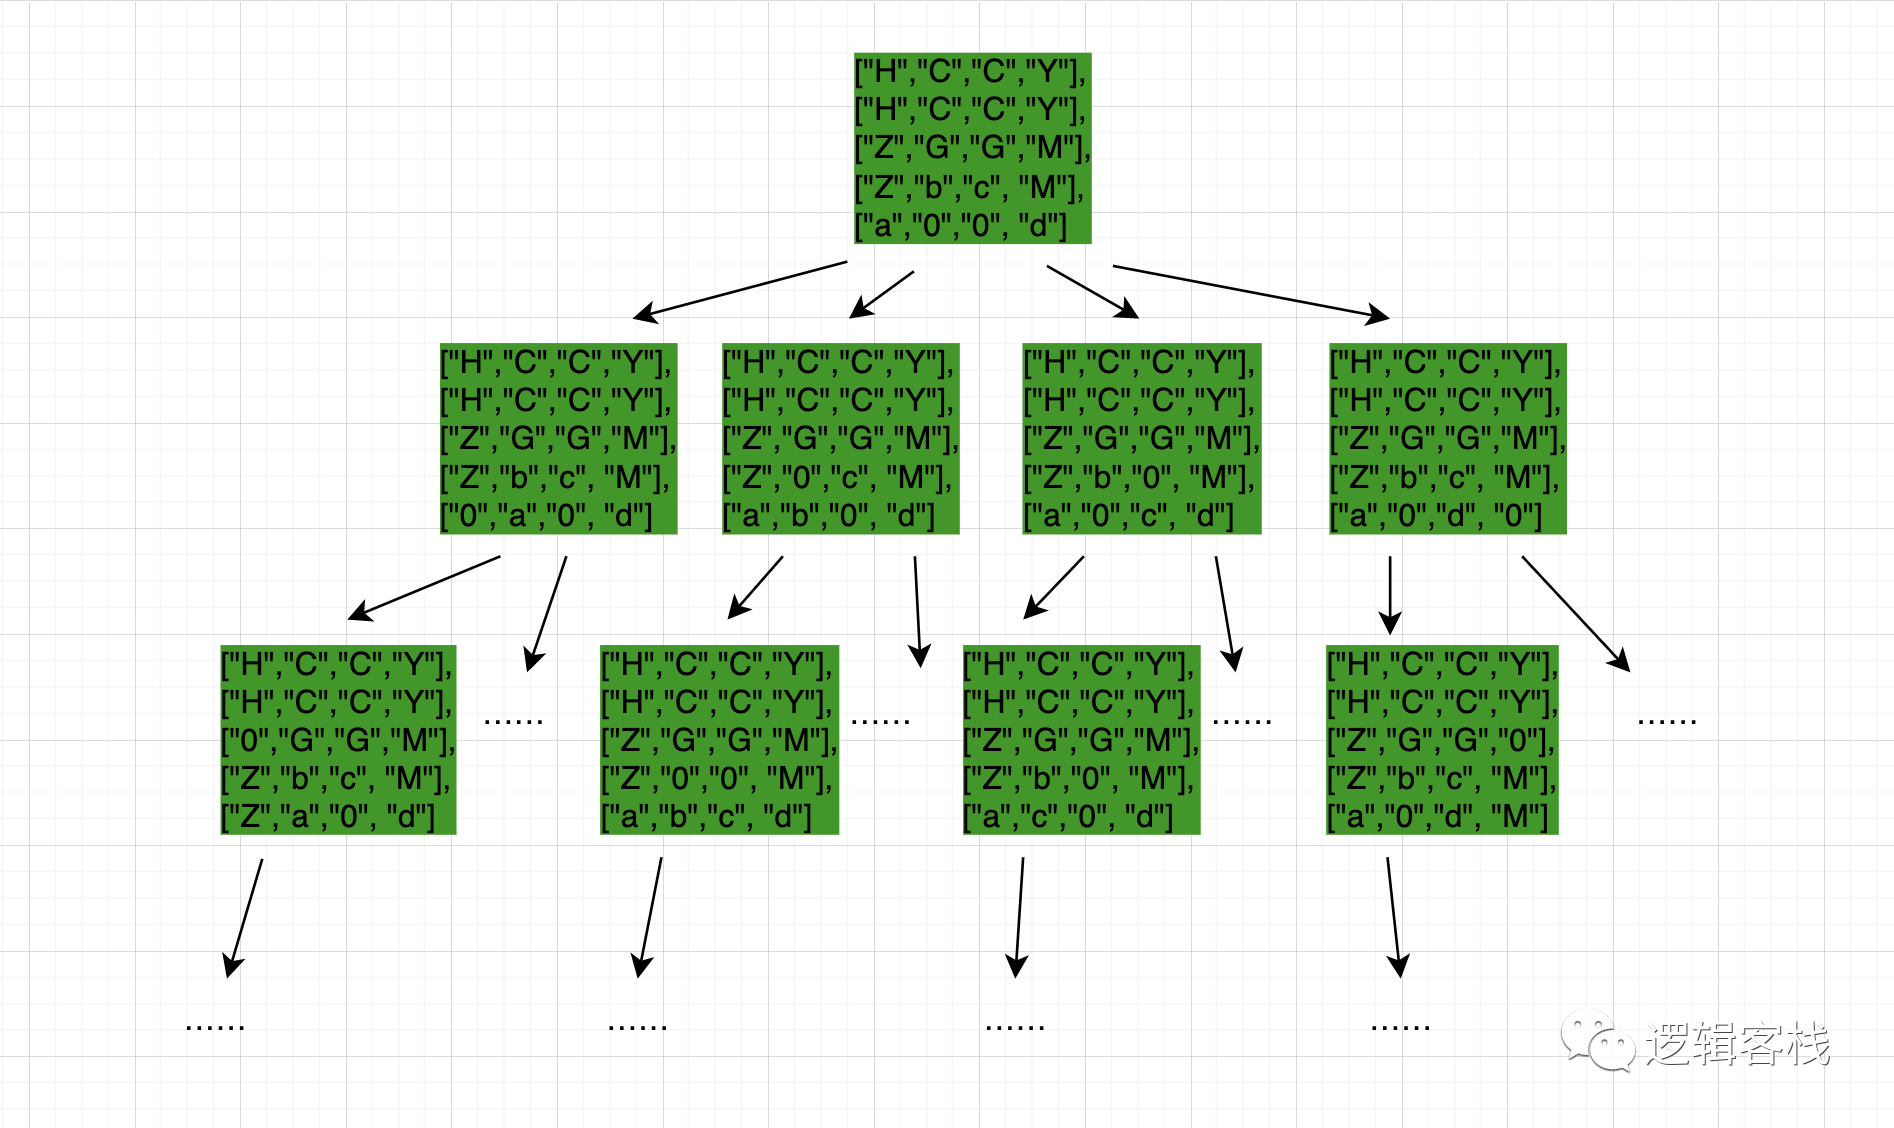 ["H","C","C","Y"],
["H","C","C","Y"],
["Z","G","G","M"],
["Z","b","c", "M"],
["a","0","0", "d"]
["H","C","C","Y"],
["H","C","C","Y"],
["Z","G","G","M"],
["Z","b","c", "M"],
["0","a","0", "d"]
["H","C","C","Y"],
["H","C","C","Y"],
["Z","G","G","M"],
["Z","0","c", "M"],
["a","b","0", "d"]
["H","C","C","Y"],
["H","C","C","Y"],
["Z","G","G","M"],
["Z","b","0", "M"],
["a","0","c", "d"]
["H","C","C","Y"],
["H","C","C","Y"],
["Z","G","G","M"],
["Z","b","c", "M"],
["a","0","d", "0"]
["H","C","C","Y"],
["H","C","C","Y"],
["0","G","G","M"],
["Z","b","c", "M"],
["Z","a","0", "d"]
......
["H","C","C","Y"],
["H","C","C","Y"],
["Z","G","G","M"],
["Z","0","0", "M"],
["a","b","c", "d"]
......
["H","C","C","Y"],
["H","C","C","Y"],
["Z","G","G","M"],
["Z","b","0", "M"],
["a","c","0", "d"]
......
["H","C","C","Y"],
["H","C","C","Y"],
["Z","G","G","0"],
["Z","b","c", "M"],
["a","0","d", "M"]
......
......
......
......
......
逻辑客栈